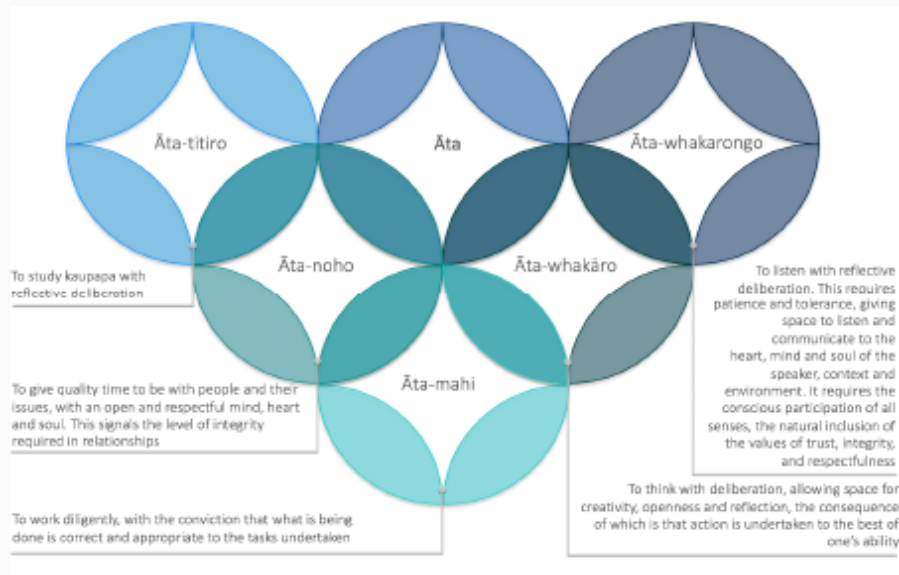 Āta-titiro
Āta
Āta-whakarongo
Āta-noho
Āta-whakāro
Āta-mahi
To study kaupapa with
reflective deliberation
To give quality time to be with people and their
issues, with an open and respectful mind, heart
and soul. This signals the level of integrity
required in relationships
To work diligently, with the conviction that what is being
done is correct and appropriate to the tasks undertaken
To listen with reflective
deliberation. This requires
patience and tolerance, giving
space to listen and
communicate to the
heart, mind and soul of the
speaker, context and
environment. It requires the
conscious participation of all
senses, the natural inclusion of
the values of trust, integrity,
and respectfulness
To think with deliberation, allowing space for
creativity, openness and reflection, the consequence
of which is that action is undertaken to the best of
one's ability